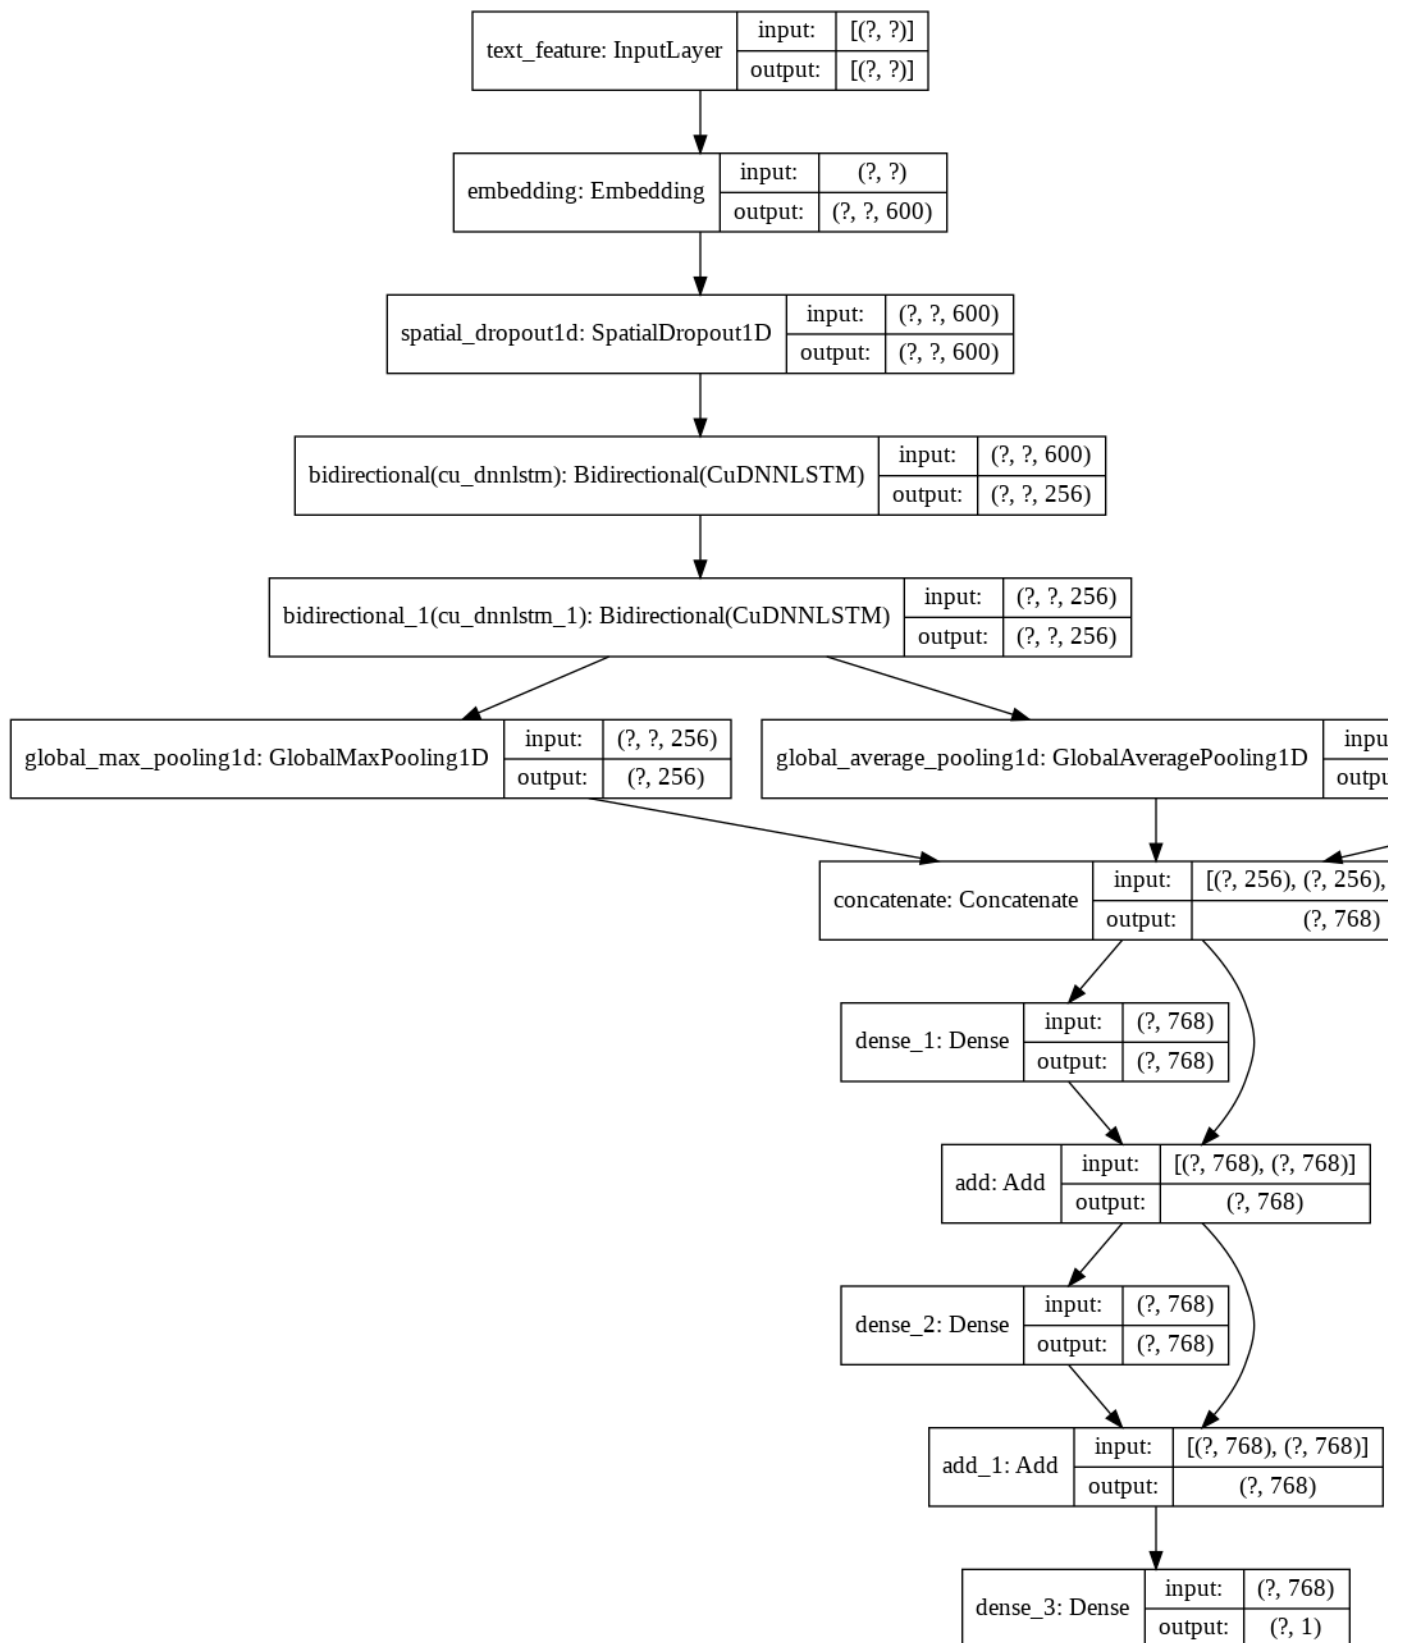 text_feature: InputLayer
input: [(?, ?)]
output: [(?, ?)]
embedding: Embedding
input: (?, ?)
output: (?, ?, 600)
spatial_dropout1d: SpatialDropout1D
input: (?, ?, 600)
output: (?, ?, 600)
bidirectional(cu_dnnlstm): Bidirectional(CuDNNLSTM)
input: (?, ?, 600)
output: (?, ?, 256)
bidirectional_1(cu_dnnlstm_1): Bidirectional(CuDNNLSTM)
input: (?, ?, 256)
output: (?, ?, 256)
global_max_pooling1d: GlobalMaxPooling1D
input: (?, ?, 256)
output: (?, 256)
global_average_pooling1d: GlobalAveragePooling1D
concatenate: Concatenate
input: [(?, 256), (?, 256),
output: (?, 768)
dense_1: Dense
input: (?, 768)
output: (?, 768)
add: Add
input: [(?, 768), (?, 768)]
output: (?, 768)
dense_2: Dense
input: (?, 768)
output: (?, 768)
add_1: Add
input: [(?, 768), (?, 768)]
output: (?, 768)
dense_3: Dense
input: (?, 768)
output: (?, 1)